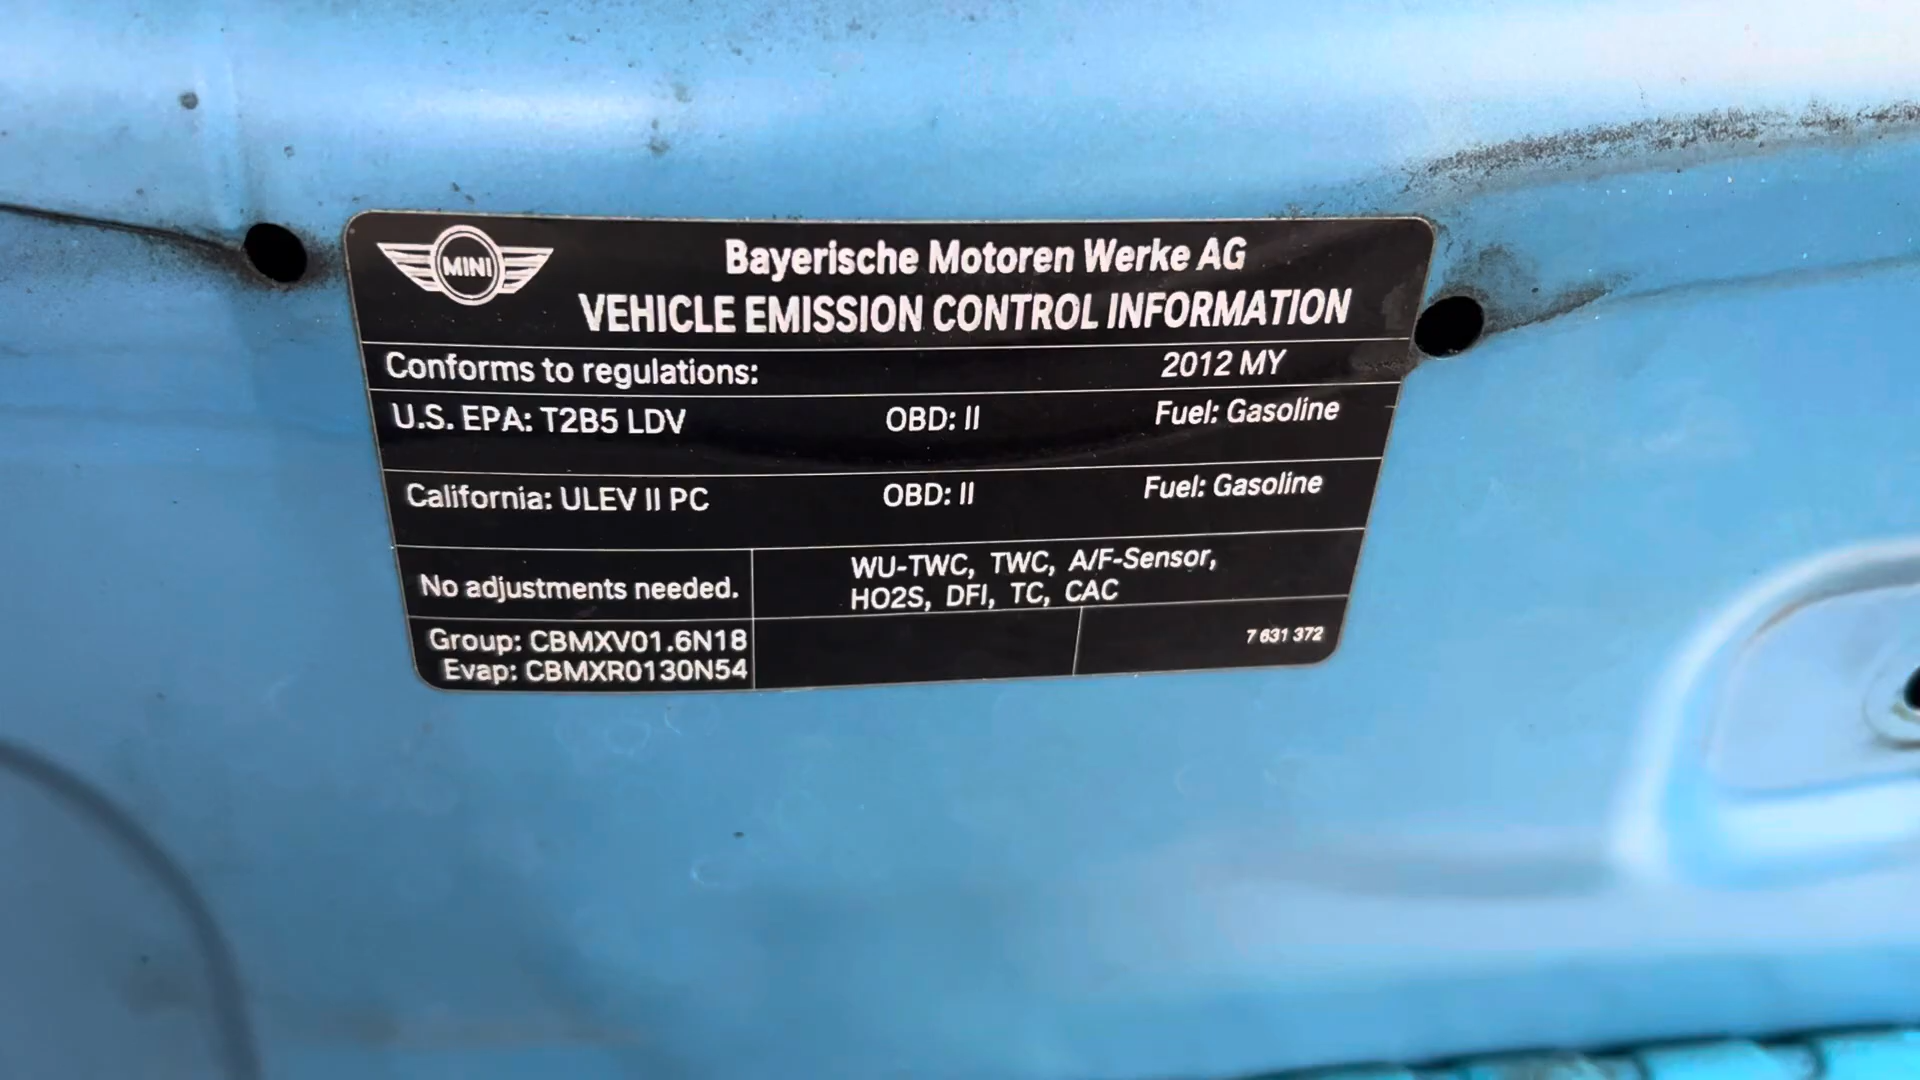 MINI
Bayerische Motoren Werke AG
VEHICLE EMISSION CONTROL INFORMATION
Conforms to regulations: 2012 MY
U.S. EPA: T2B5 LDV OBD: II Fuel: Gasoline
California: ULEV II PC OBD: II Fuel: Gasoline
No adjustments needed.
WU-TWC, TWC, A/F-Sensor,
HO2S, DFI, TC, CAC
Group: CBMXV01.6N18
Evap: CBMXR0130N54
7 631 372